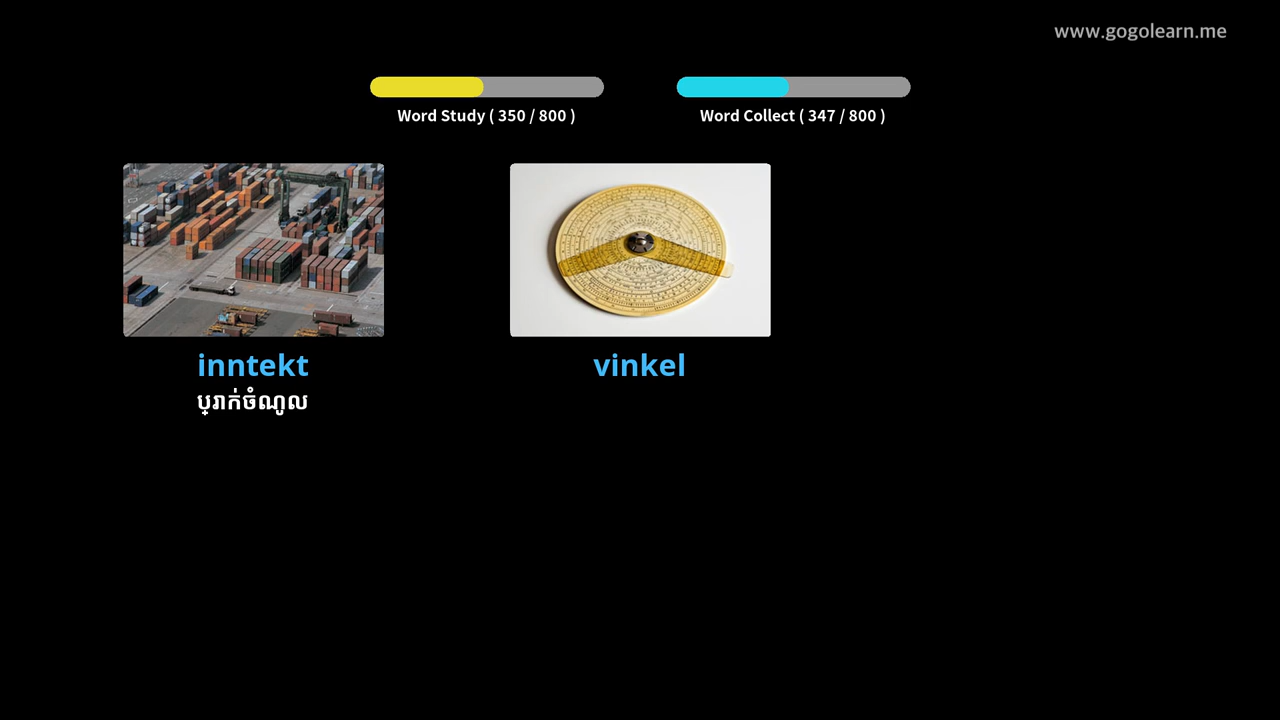 www.gogolearn.me
Word Study ( 350 / 800 )
Word Collect ( 347 / 800 )
inntekt
ប្រាក់ចំណូល
vinkel